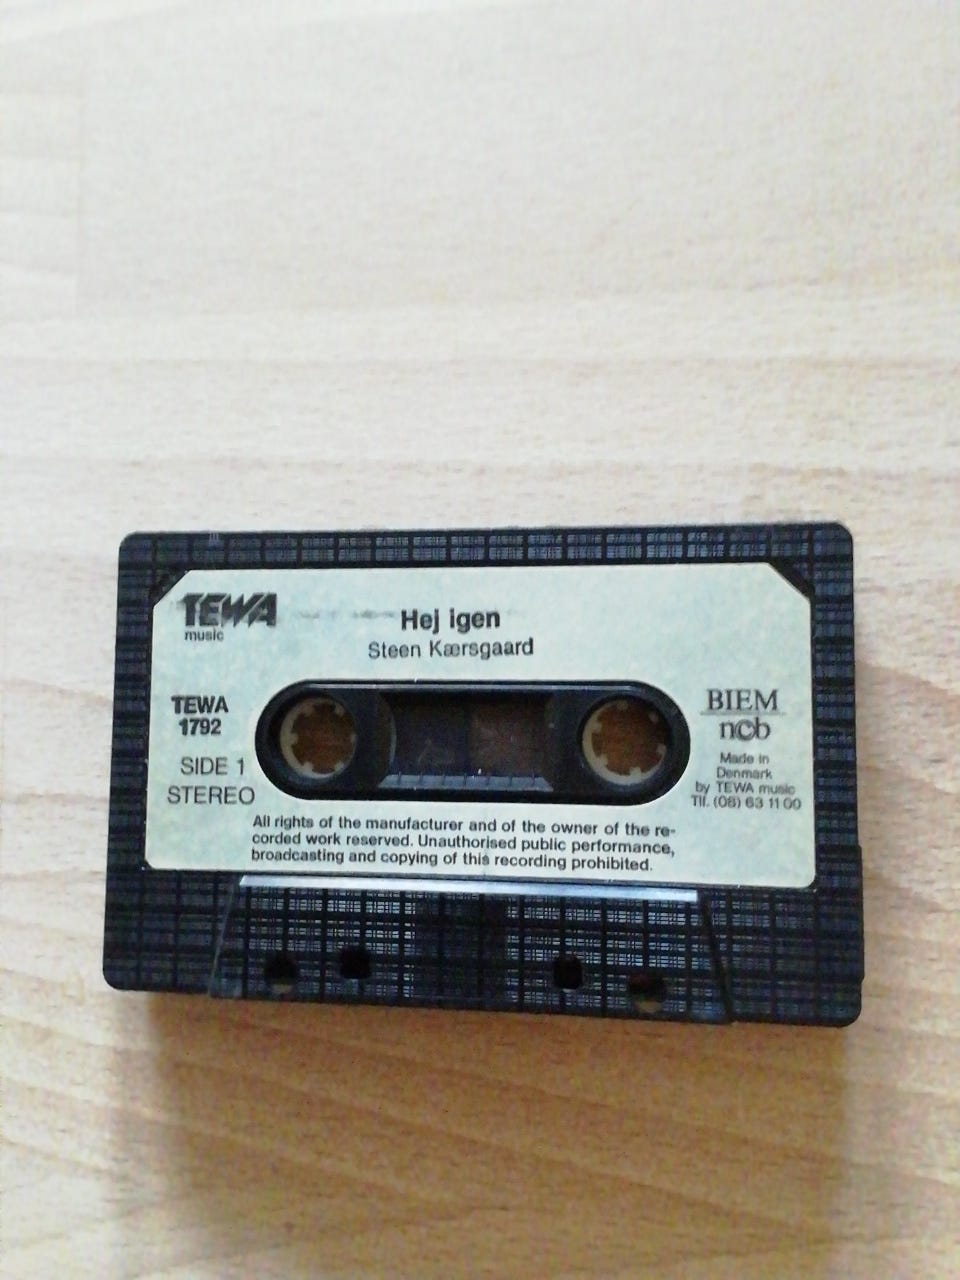 TEWA
music
Hej igen
Steen Kærsgaard
TEWA
1792
SIDE 1
STEREO
BIEM
ncb
Made in
Denmark
by TEWA music
Tlf. (06) 63 11 00
All rights of the manufacturer and of the owner of the re-
corded work reserved. Unauthorised public performance,
broadcasting and copying of this recording prohibited.